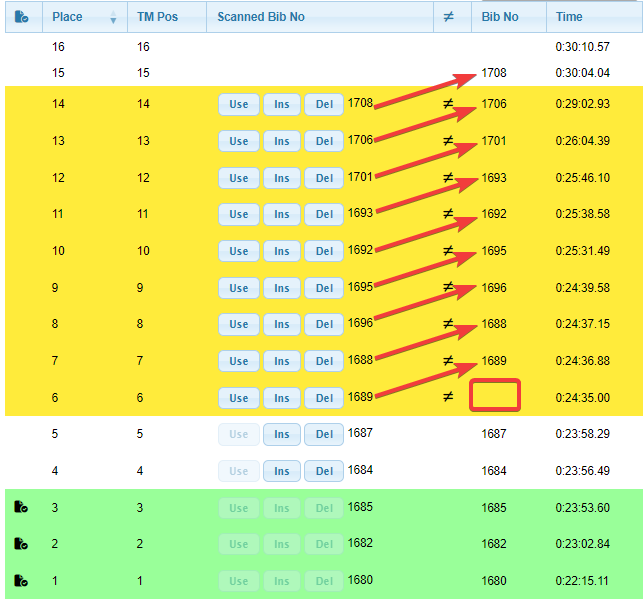 Place TM Pos Scanned Bib No ≠ Bib No Time
16 16 0:30:10.57
15 15 1708 0:30:04.04
14 14 Use Ins Del 1708 ≠ 1706 0:29:02.93
13 13 Use Ins Del 1706 ≠ 1701 0:26:04.39
12 12 Use Ins Del 1701 ≠ 1693 0:25:46.10
11 11 Use Ins Del 1693 ≠ 1692 0:25:38.58
10 10 Use Ins Del 1692 ≠ 1695 0:25:31.49
9 9 Use Ins Del 1695 ≠ 1696 0:24:39.58
8 8 Use Ins Del 1696 ≠ 1688 0:24:37.15
7 7 Use Ins Del 1688 ≠ 1689 0:24:36.88
6 6 Use Ins Del 1689 ≠ 0:24:35.00
5 5 Use Ins Del 1687 1687 0:23:58.29
4 4 Use Ins Del 1684 1684 0:23:56.49
3 3 Use Ins Del 1685 1685 0:23:53.60
2 2 Use Ins Del 1682 1682 0:23:02.84
1 1 Use Ins Del 1680 1680 0:22:15.11